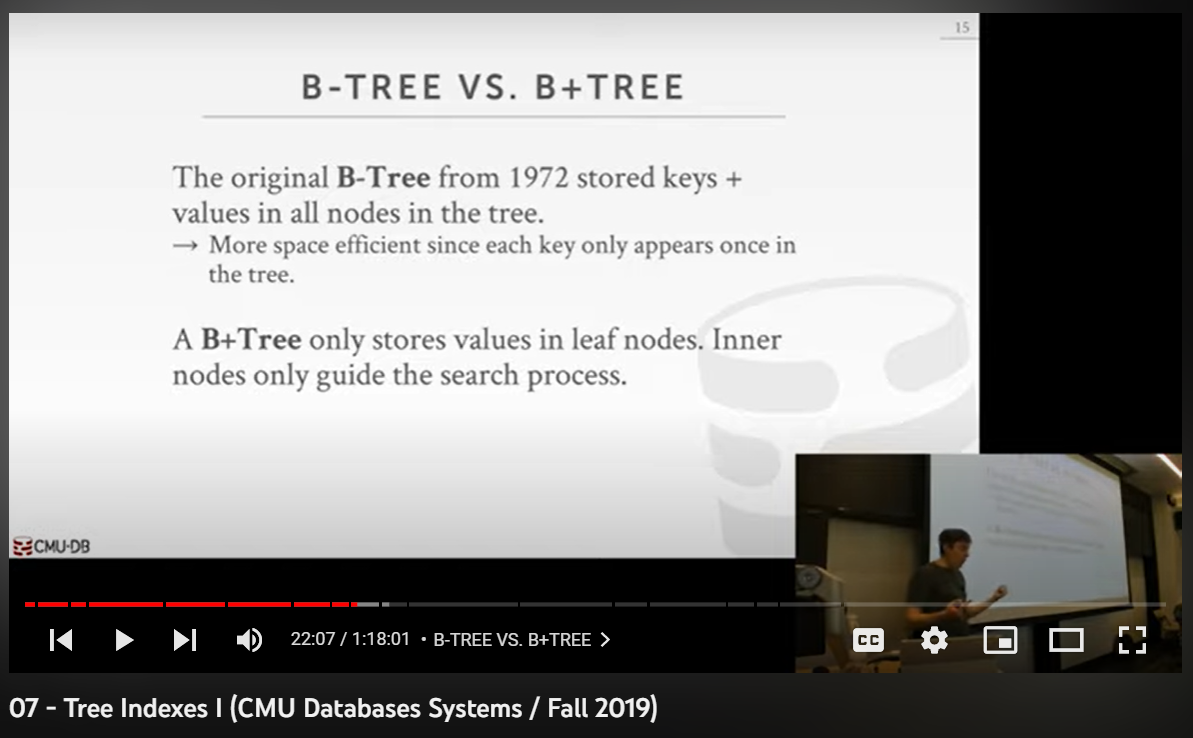 15
B-TREE VS. B+TREE
The original B-Tree from 1972 stored keys +
values in all nodes in the tree.
→ More space efficient since each key only appears once in
the tree.
A B+Tree only stores values in leaf nodes. Inner
nodes only guide the search process.
CMU·DB
22:07 / 1:18:01 • B-TREE VS. B+TREE
CC
07 - Tree Indexes I (CMU Databases Systems / Fall 2019)